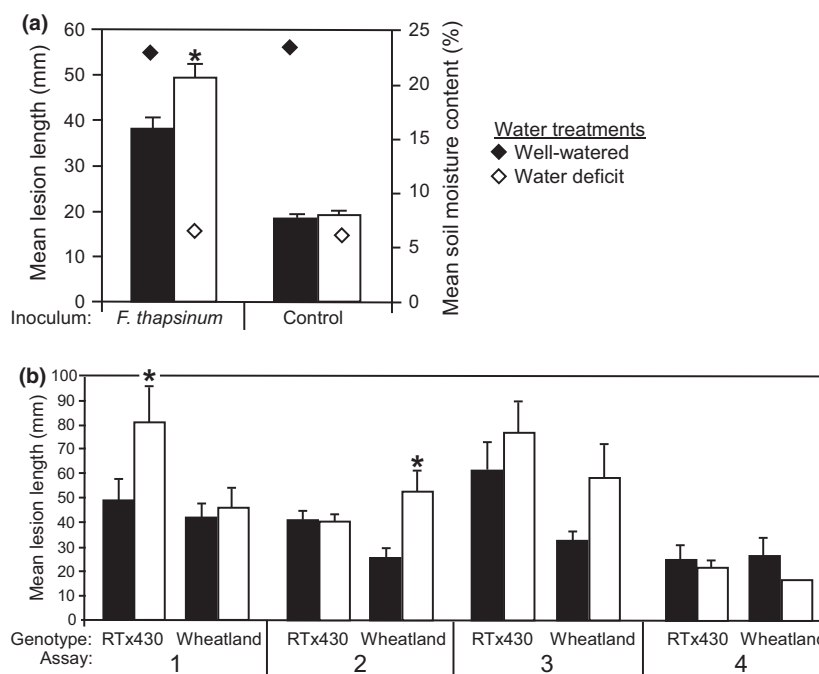 (a)
60
50
40
30
20
10
0
Mean lesion length (mm)
*
25
20
15
10
5
0
Mean soil moisture content (%)
Inoculum: F. thapsinum Control
Water treatments
Well-watered
Water deficit
(b)
100
90
80
70
60
50
40
30
20
10
0
Mean lesion length (mm)
*
*
Genotype: RTx430 Wheatland RTx430 Wheatland RTx430 Wheatland RTx430 Wheatland
Assay: 1 2 3 4